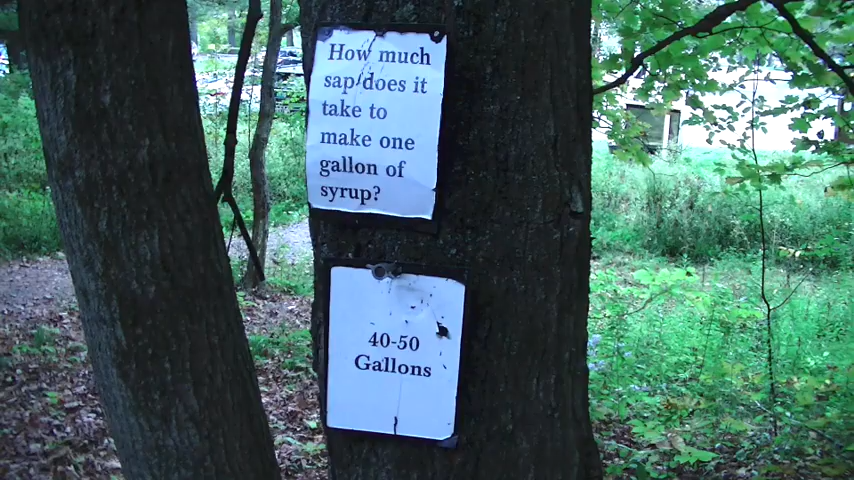 How much
sap does it
take to
make one
gallon of
syrup?
40-50
Gallons